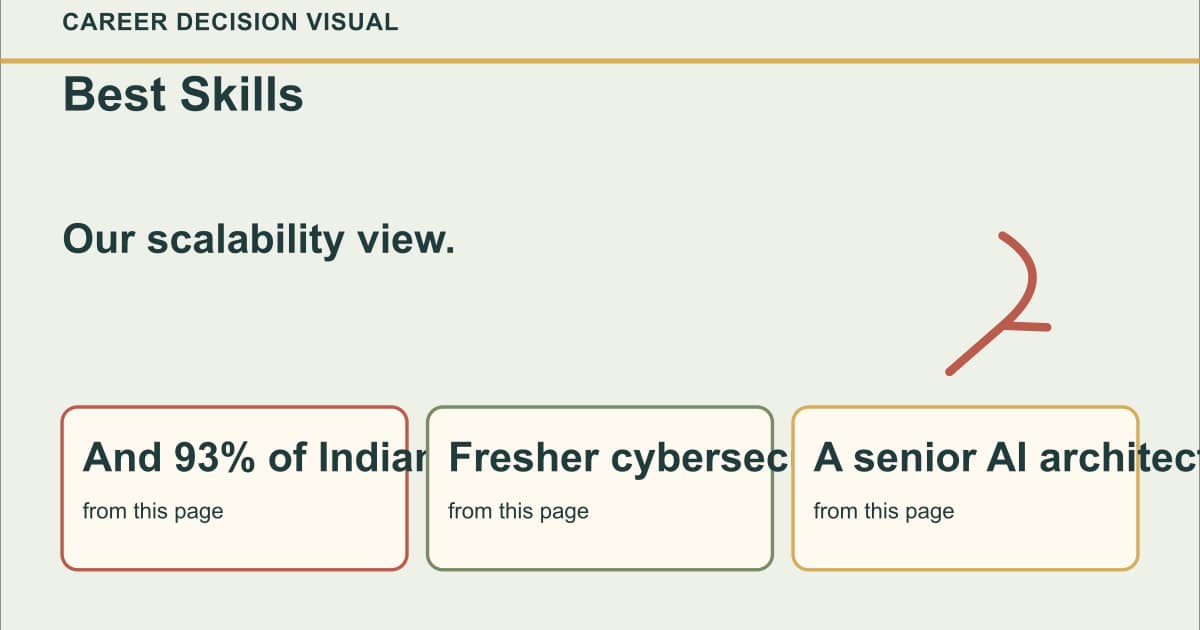 CAREER DECISION VISUAL
Best Skills
Our scalability view.
And 93% of Indian
from this page
Fresher cybersec
from this page
A senior AI architect
from this page